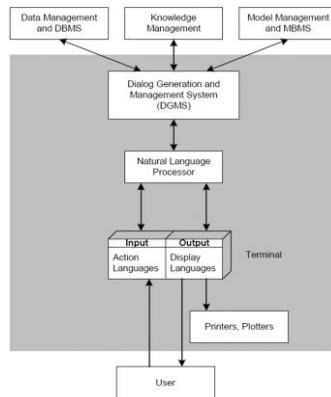 Data Management
and DBMS
Knowledge
Management
Model Management
and MBMS
Dialog Generation and
Management System
(DGMS)
Natural Language
Processor
Input
Output
Action
Languages
Display
Languages
Terminal
Printers, Plotters
User